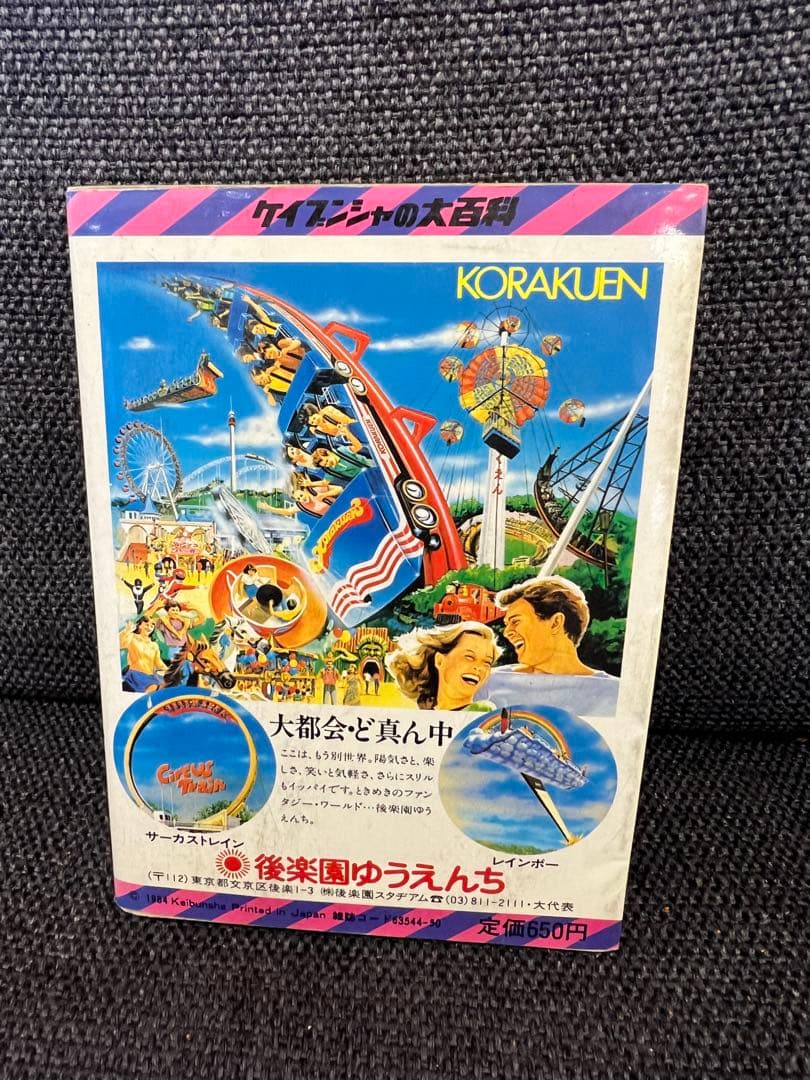 ケイブンシャの大百科
KORAKUEN
くえん
KORAKUEN
CIRCUS TRAIN
大都会・ど真ん中
ここは、もう別世界。陽気さと、楽
しさ、笑いと気軽さ、さらにスリル
もイッパイです。ときめきのファン
タジー・ワールド…後楽園ゆう
えんち。
サーカストレイン
レインボー
後楽園ゆうえんち
(〒112)東京都文京区後楽1-3 ㈱後楽園スタヂアム☎(03)811-2111・大代表
© 1984 Keibunsha Printed in Japan 雑誌コード63544-90
定価650円